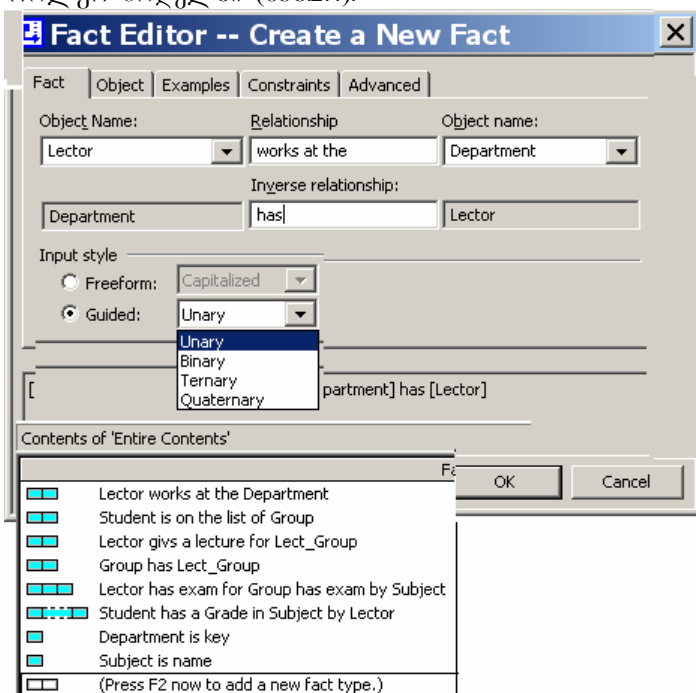 Fact Editor -- Create a New Fact
Fact Object Examples Constraints Advanced
Object Name: Relationship Object name:
Lector works at the Department
Inverse relationship:
Department has Lector
Input style
Freeform: Capitalized
Guided: Unary
Unary
Binary
Ternary
Quaternary
[ partment] has [Lector]
Contents of 'Entire Contents'
OK Cancel
Lector works at the Department
Student is on the list of Group
Lector givs a lecture for Lect_Group
Group has Lect_Group
Lector has exam for Group has exam by Subject
Student has a Grade in Subject by Lector
Department is key
Subject is name
(Press F2 now to add a new fact type.)